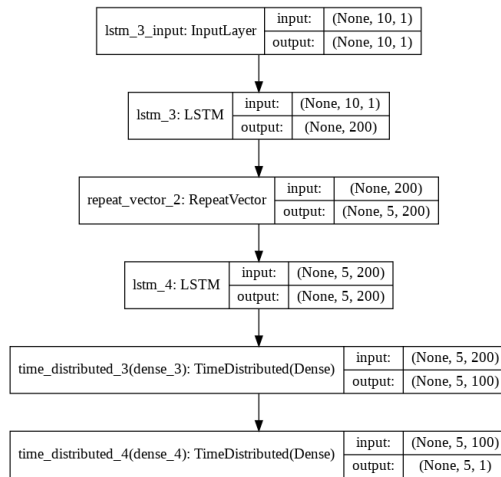 lstm_3_input: InputLayer input: (None, 10, 1)
output: (None, 10, 1)
lstm_3: LSTM input: (None, 10, 1)
output: (None, 200)
repeat_vector_2: RepeatVector input: (None, 200)
output: (None, 5, 200)
lstm_4: LSTM input: (None, 5, 200)
output: (None, 5, 200)
time_distributed_3(dense_3): TimeDistributed(Dense) input: (None, 5, 200)
output: (None, 5, 100)
time_distributed_4(dense_4): TimeDistributed(Dense) input: (None, 5, 100)
output: (None, 5, 1)